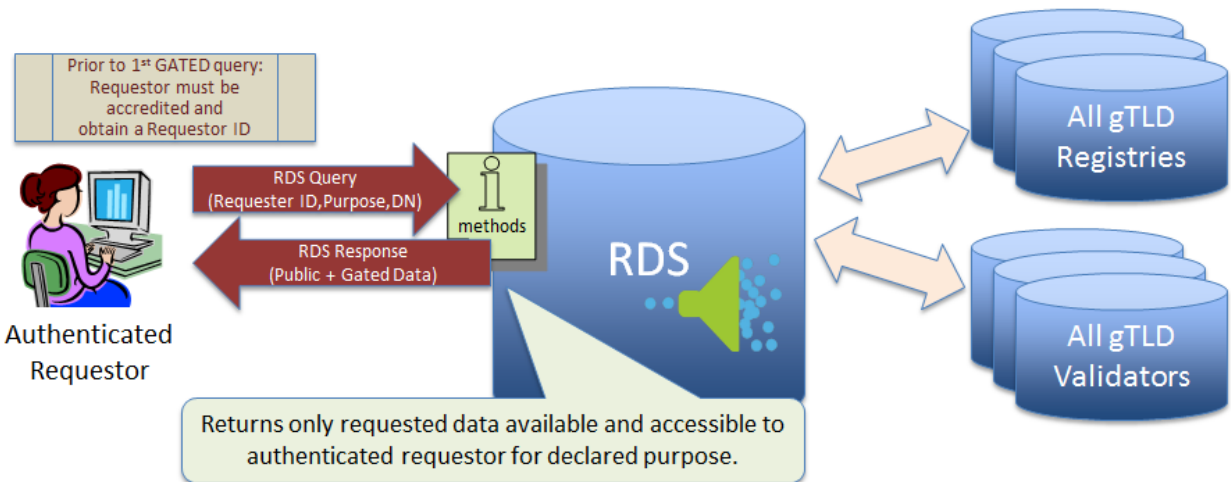 Prior to 1st GATED query:
Requestor must be
accredited and
obtain a Requestor ID
RDS Query
(Requester ID,Purpose,DN)
methods
RDS Response
(Public + Gated Data)
Authenticated
Requestor
RDS
All gTLD
Registries
All gTLD
Validators
Returns only requested data available and accessible to
authenticated requestor for declared purpose.